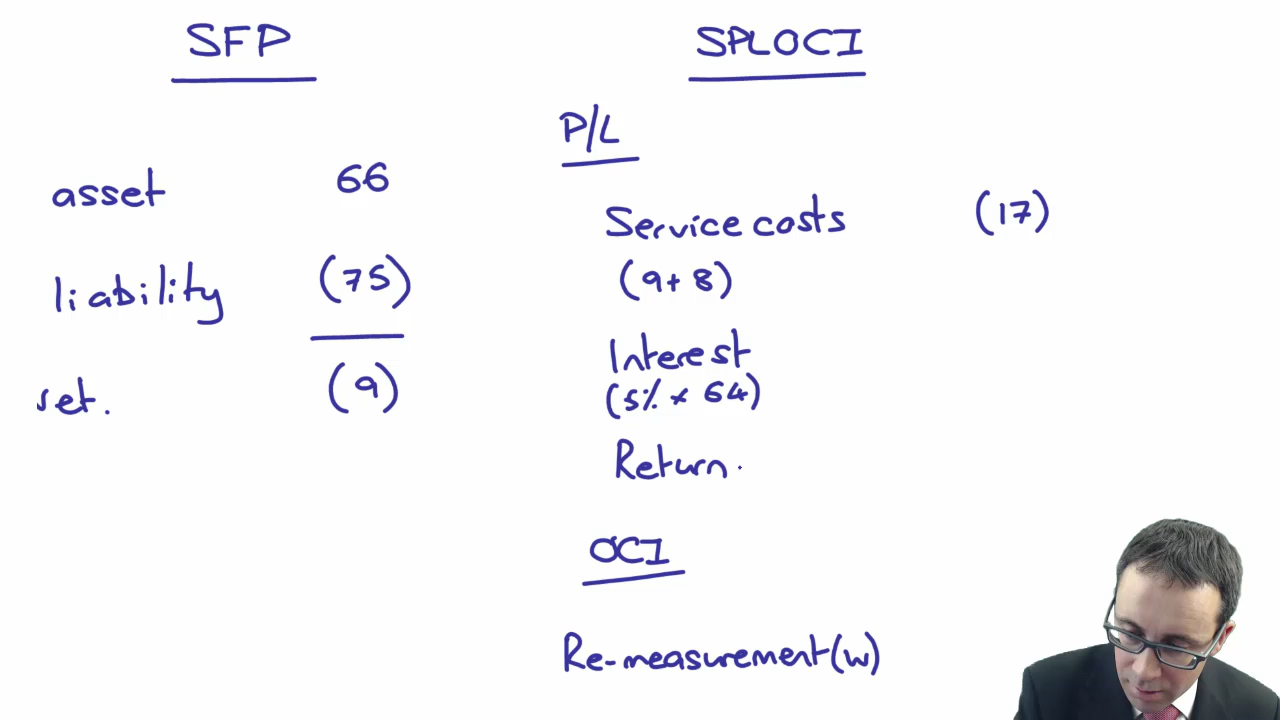 SFP
asset 66
liability (75)
(9)
SPLOCI
P/L
Service costs (17)
(9+ 8)
Interest
(5% × 64)
Return
OCI
Re-measurement(w)